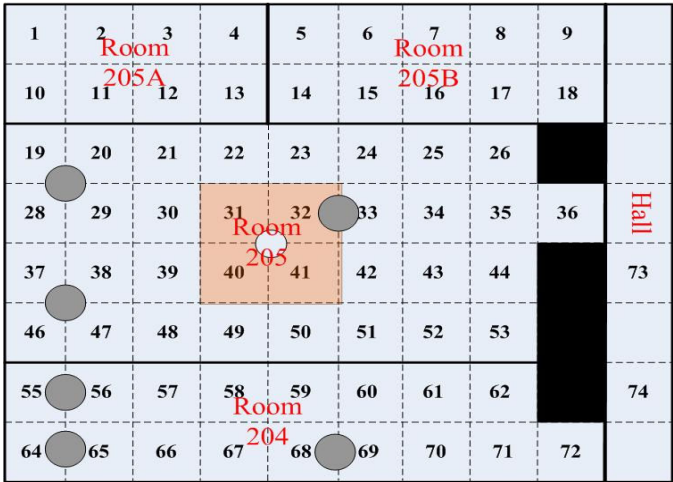 1 2 3 4 5 6 7 8 9
Room
205A
Room
205B
10 11 12 13 14 15 16 17 18
19 20 21 22 23 24 25 26
28 29 30 31 32 33 34 35 36
Hall
Room
205
37 38 39 40 41 42 43 44 73
46 47 48 49 50 51 52 53
55 56 57 58 59 60 61 62 74
Room
204
64 65 66 67 68 69 70 71 72